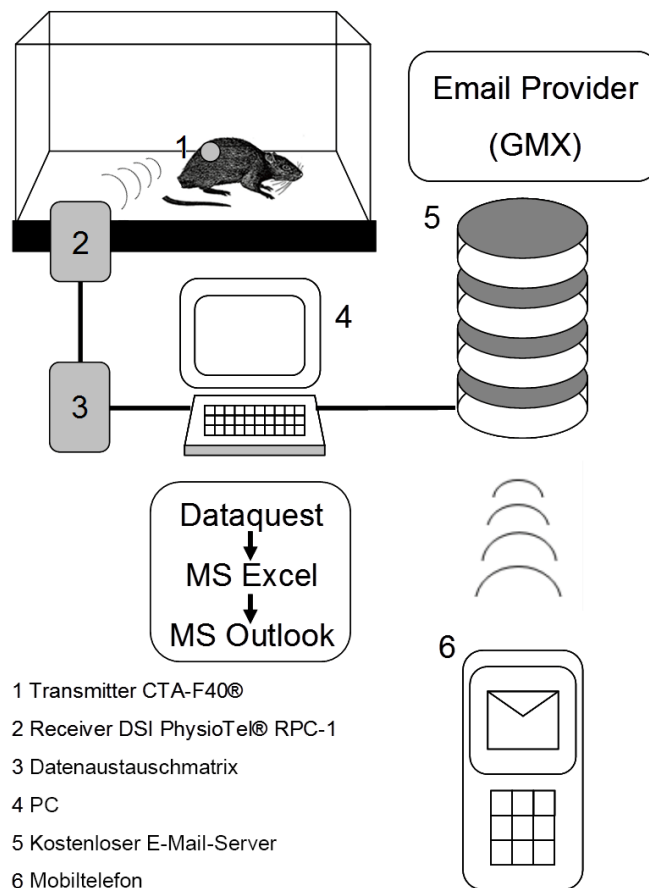 1
Email Provider
(GMX)
2
5
4
3
Dataquest
MS Excel
MS Outlook
6
1 Transmitter CTA-F40®
2 Receiver DSI PhysioTel® RPC-1
3 Datenaustauschmatrix
4 PC
5 Kostenloser E-Mail-Server
6 Mobiltelefon